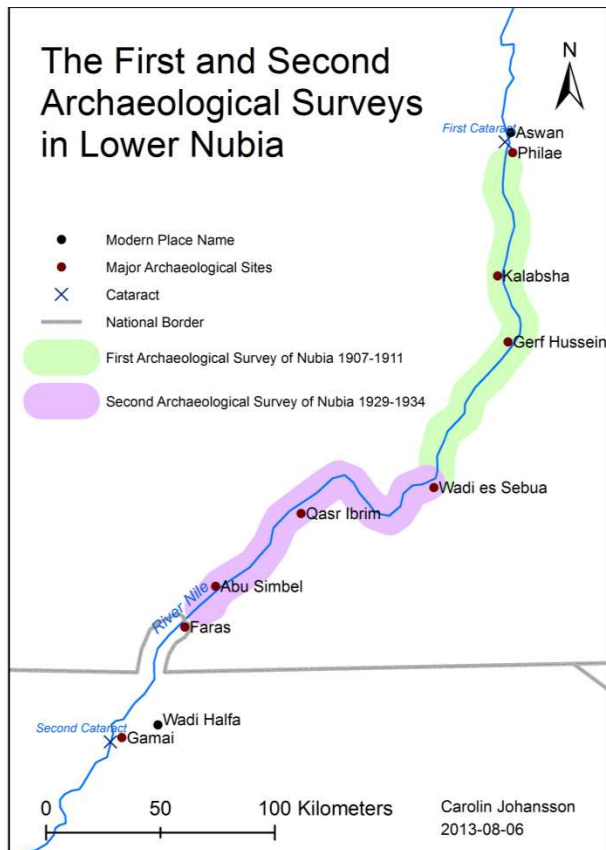 The First and Second
Archaeological Surveys
in Lower Nubia
N
First Cataract
Aswan
Philae
Modern Place Name
Major Archaeological Sites
Cataract
National Border
First Archaeological Survey of Nubia 1907-1911
Second Archaeological Survey of Nubia 1929-1934
Kalabsha
Gerf Hussein
Wadi es Sebua
Qasr Ibrim
Abu Simbel
River Nile
Faras
Wadi Halfa
Second Cataract
Gamai
0 50 100 Kilometers
Carolin Johansson
2013-08-06